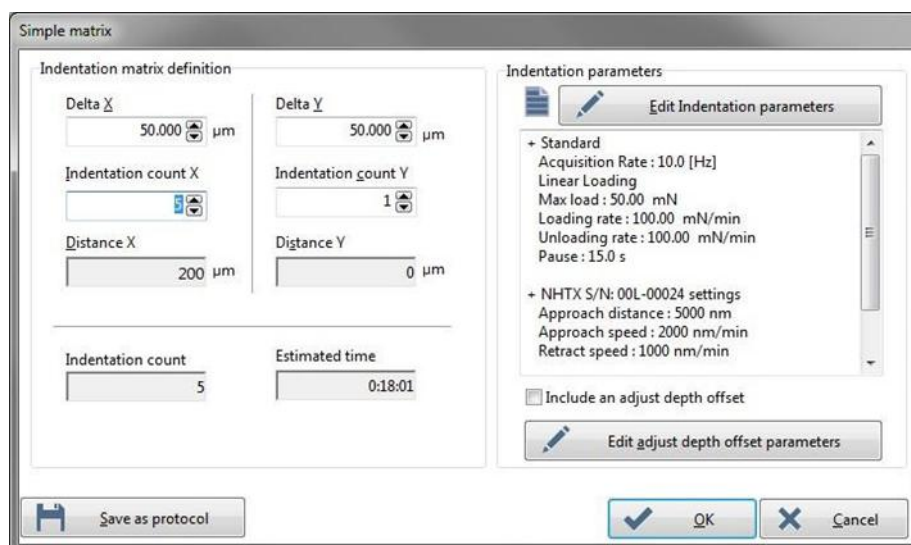 Simple matrix
Indentation matrix definition
Delta X
50.000 µm
Delta Y
50.000 µm
Indentation count X
5
Indentation count Y
1
Distance X
200 µm
Distance Y
0 µm
Indentation count
5
Estimated time
0:18:01
Indentation parameters
Edit Indentation parameters
+ Standard
Acquisition Rate : 10.0 [Hz]
Linear Loading
Max load : 50.00 mN
Loading rate : 100.00 mN/min
Unloading rate : 100.00 mN/min
Pause : 15.0 s
+ NHTX S/N: 00L-00024 settings
Approach distance : 5000 nm
Approach speed : 2000 nm/min
Retract speed : 1000 nm/min
Include an adjust depth offset
Edit adjust depth offset parameters
Save as protocol
OK
Cancel